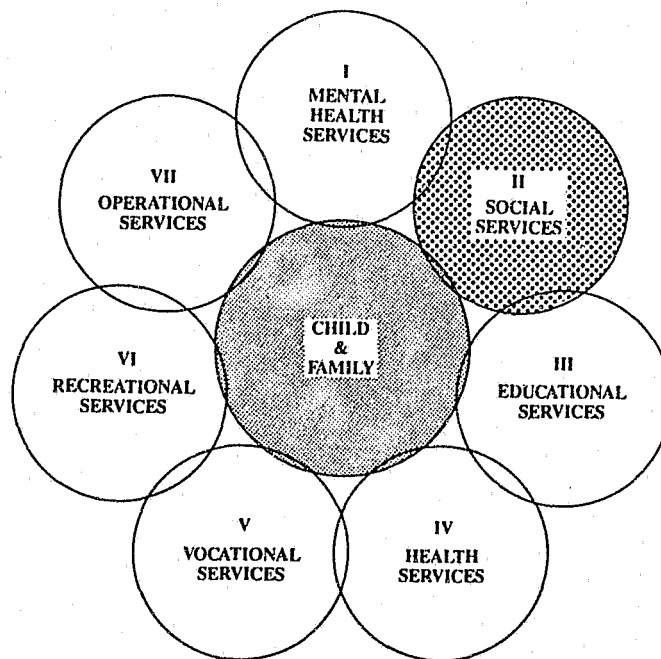 I
MENTAL
HEALTH
SERVICES
II
SOCIAL
SERVICES
III
EDUCATIONAL
SERVICES
IV
HEALTH
SERVICES
V
VOCATIONAL
SERVICES
VI
RECREATIONAL
SERVICES
VII
OPERATIONAL
SERVICES
CHILD
&
FAMILY